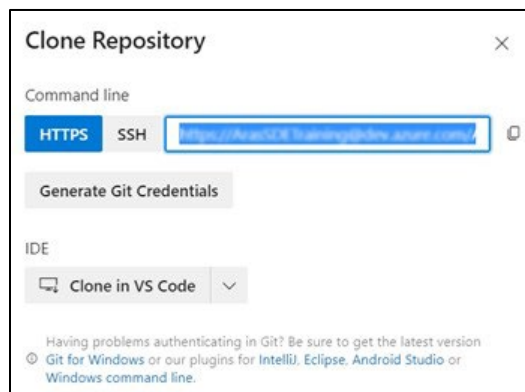 Clone Repository
Command line
HTTPS SSH https://ArasSDETraining@dev.azure.com/
Generate Git Credentials
IDE
Clone in VS Code
Having problems authenticating in Git? Be sure to get the latest version
Git for Windows or our plugins for IntelliJ, Eclipse, Android Studio or
Windows command line.